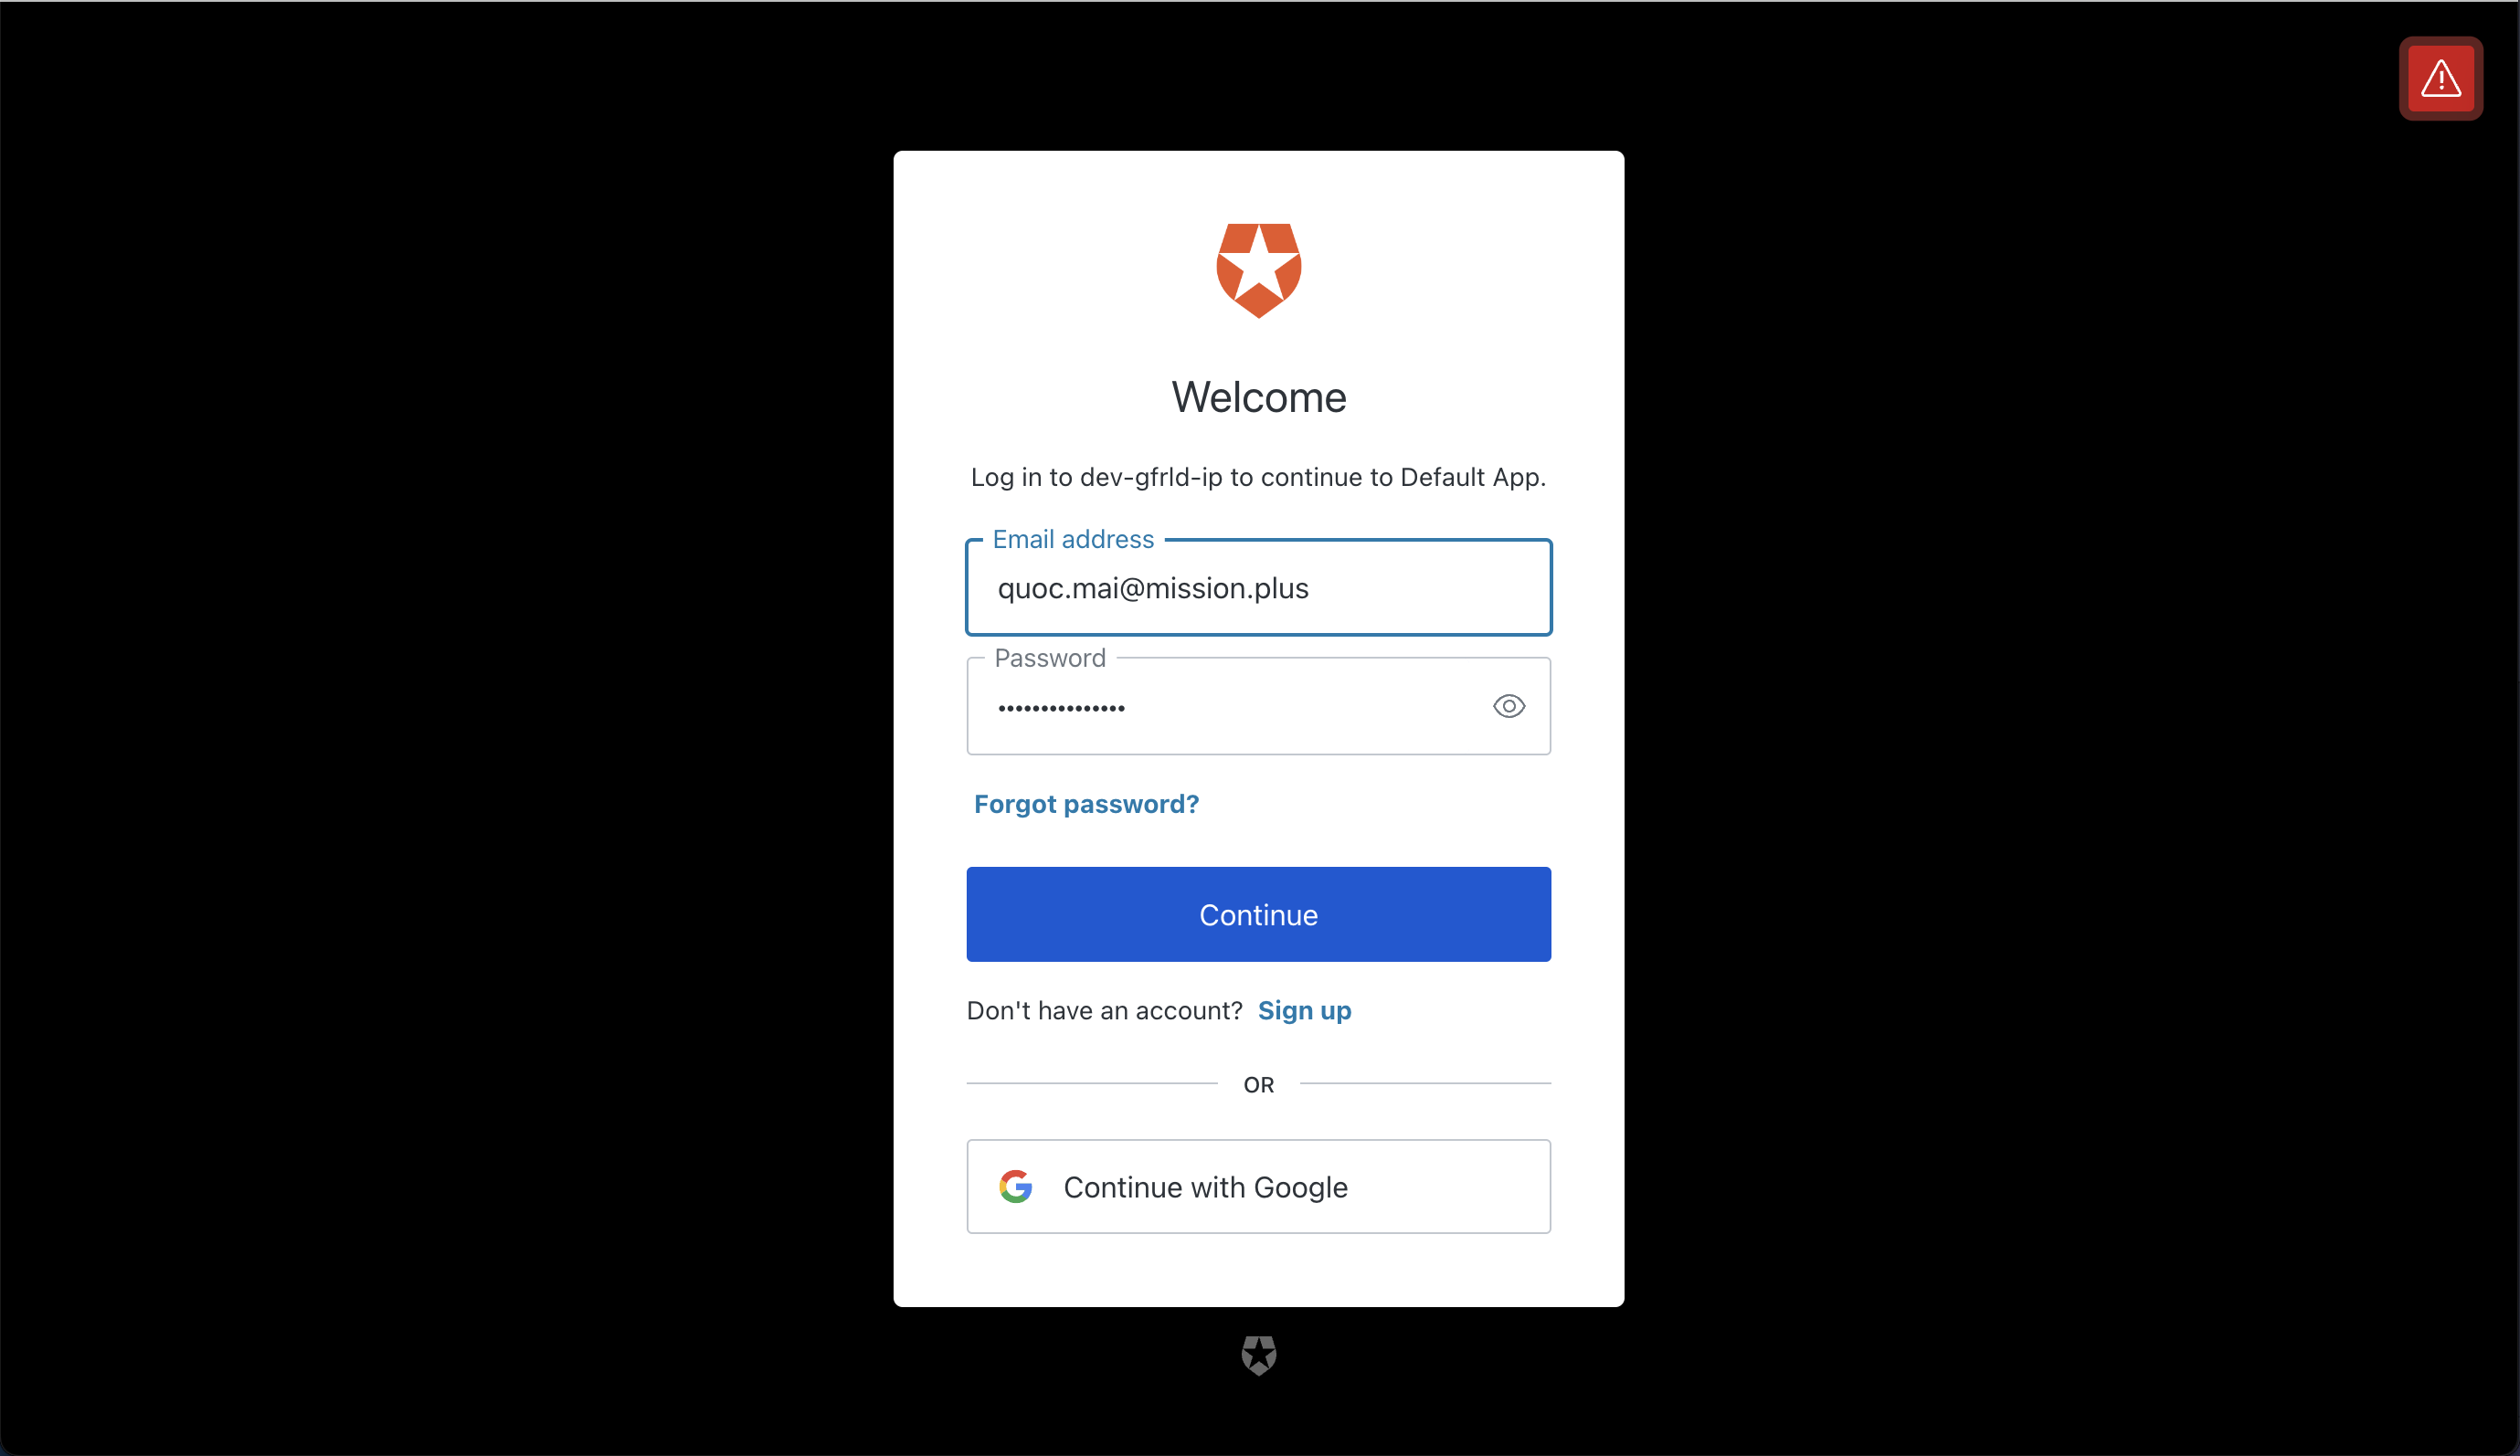 Welcome
Log in to dev-gfrld-ip to continue to Default App.
Email address
quoc.mai@mission.plus
Password
•••••••••••••••
Forgot password?
Continue
Don't have an account? Sign up
OR
Continue with Google